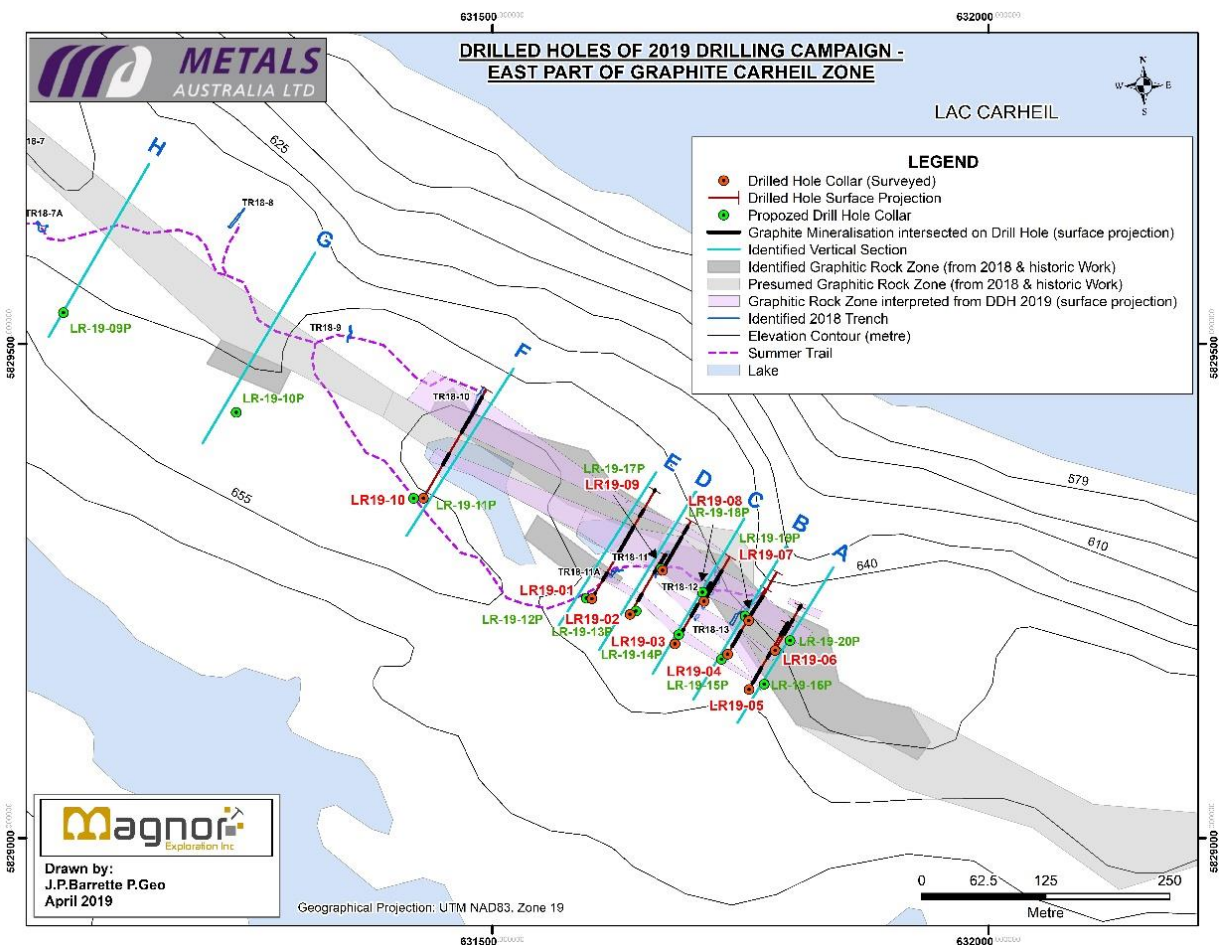 631500
632000
METALS
AUSTRALIA LTD
DRILLED HOLES OF 2019 DRILLING CAMPAIGN -
EAST PART OF GRAPHITE CARHEIL ZONE
N
W
E
S
LAC CARHEIL
LEGEND
Drilled Hole Collar (Surveyed)
Drilled Hole Surface Projection
Propozed Drill Hole Collar
Graphite Mineralisation intersected on Drill Hole (surface projection)
Identified Vertical Section
Identified Graphitic Rock Zone (from 2018 & historic Work)
Presumed Graphitic Rock Zone (from 2018 & historic Work)
Graphitic Rock Zone interpreted from DDH 2019 (surface projection)
Identified 2018 Trench
Elevation Contour (metre)
Summer Trail
Lake
18-7
625
H
TR18-7A
TR18-8
G
LR-19-09P
TR18-9
5829500
5829500
F
LR-19-10P
TR18-10
655
LR19-10
LR-19-11P
LR-19-17P
E
LR19-09
D
LR19-08
LR-19-18P
C
579
B
610
LR-19-19P
LR19-07
A
640
TR18-11
TR18-11A
TR18-12
LR19-01
LR-19-12P
LR19-02
LR-19-13P
TR18-13
LR19-03
LR-19-14P
LR-19-20P
LR19-06
LR19-04
LR-19-15P
LR-19-16P
LR19-05
5829000
5829000
Magnor
Exploration Inc
Drawn by:
J.P.Barrette P.Geo
April 2019
Geographical Projection: UTM NAD83. Zone 19
0 62.5 125 250
Metre
631500
632000